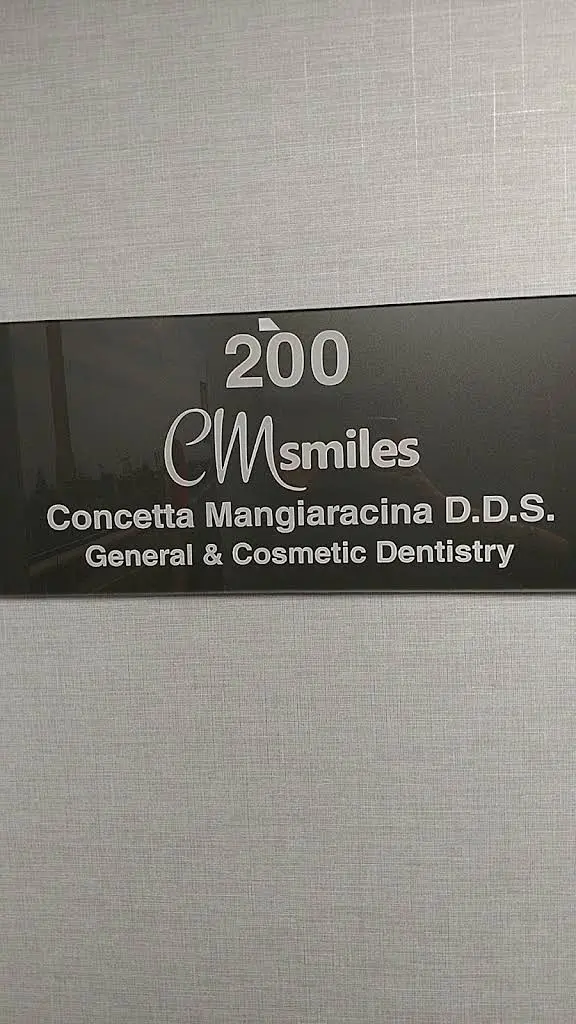 200
CMsmiles
Concetta Mangiaracina D.D.S.
General & Cosmetic Dentistry